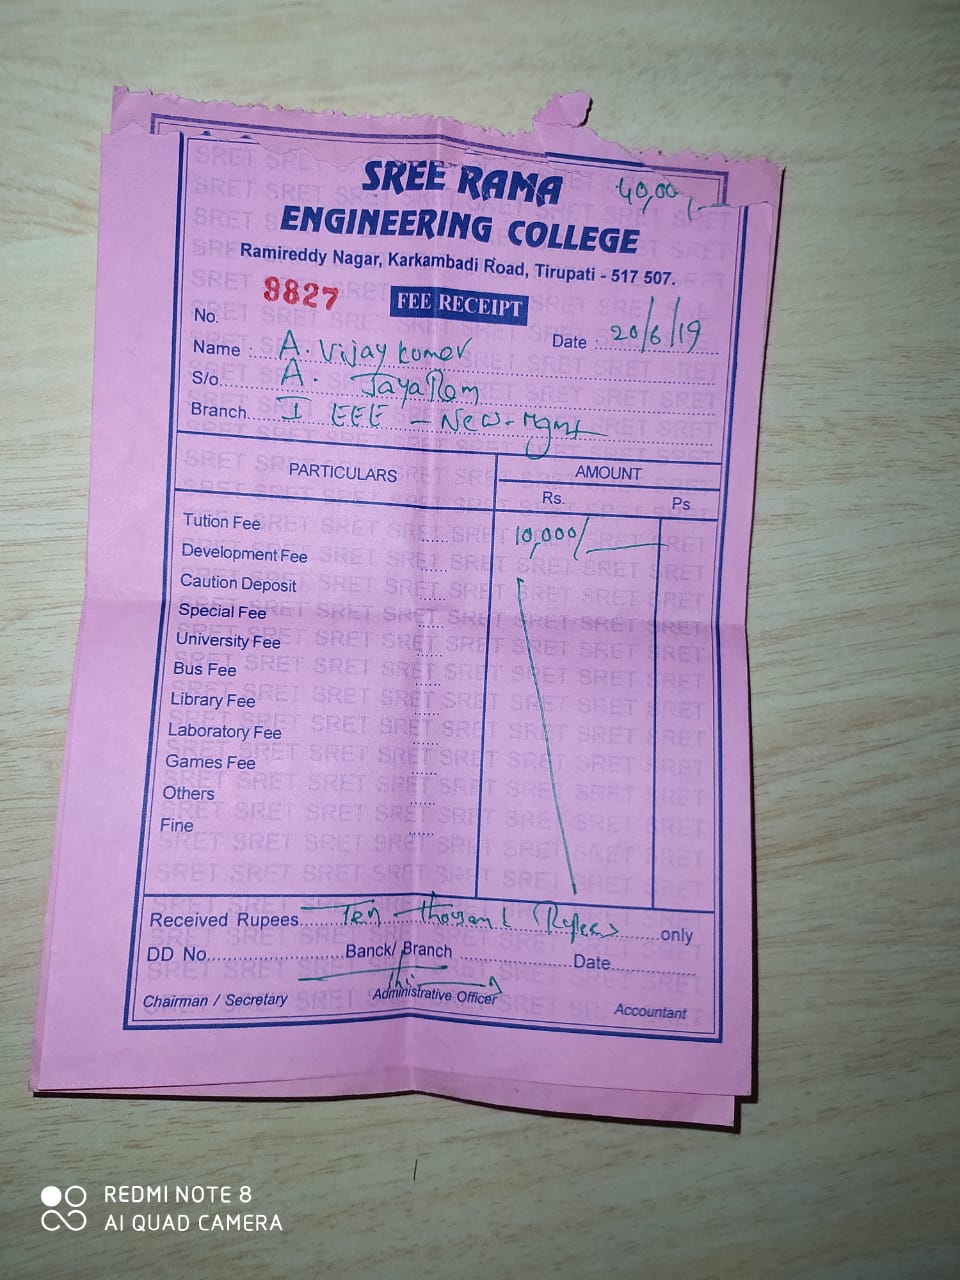 SREE RAMA
40,00
ENGINEERING COLLEGE
Ramireddy Nagar, Karkambadi Road, Tirupati - 517 507.
9827
FEE RECEIPT
No.
Date : 20/6/19
Name : A. Vijay kumar
S/o. A. JayaRam
Branch I EEE - New-Mgmt
PARTICULARS AMOUNT
Rs. Ps
Tution Fee 10,000/
Development Fee
Caution Deposit
Special Fee
University Fee
Bus Fee
Library Fee
Laboratory Fee
Games Fee
Others
Fine
Received Rupees Ten thousand Rupees only
DD No. Banck/ Branch Date
Chairman / Secretary Administrative Officer Accountant
REDMI NOTE 8
AI QUAD CAMERA